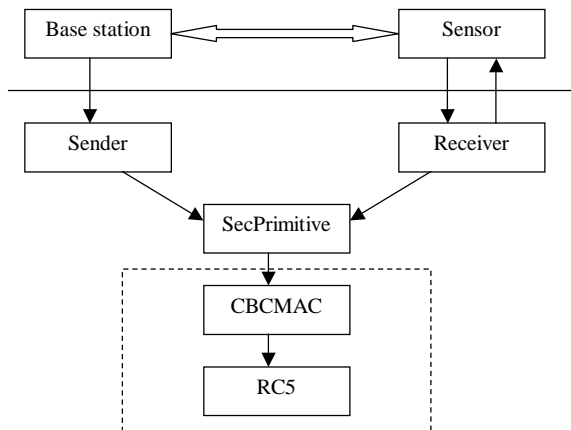 Base station
Sensor
Sender
Receiver
SecPrimitive
CBCMAC
RC5